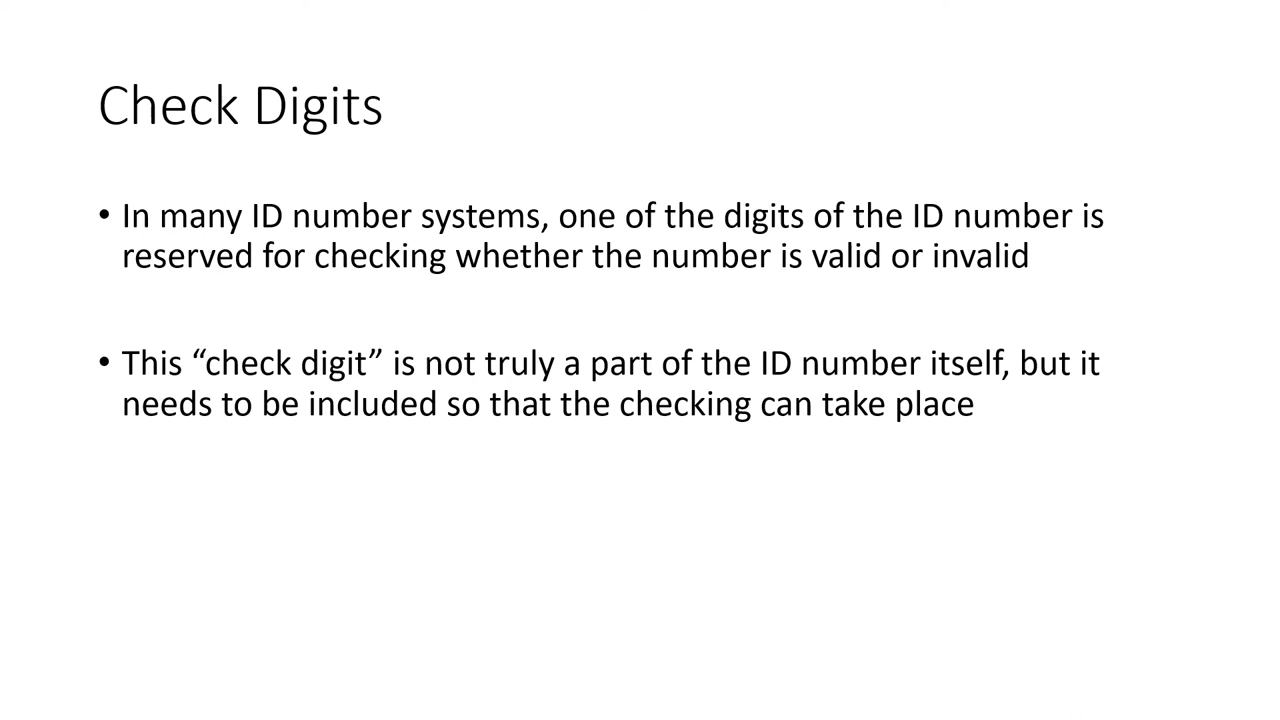 Check Digits
• In many ID number systems, one of the digits of the ID number is
reserved for checking whether the number is valid or invalid
• This “check digit” is not truly a part of the ID number itself, but it
needs to be included so that the checking can take place